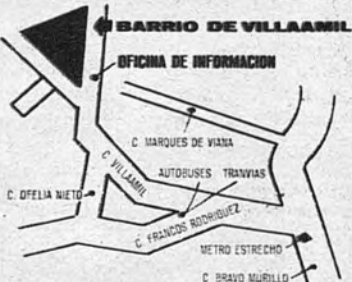 BARRIO DE VILLAAMIL
OFICINA DE INFORMACION
C. MARQUES DE VIANA
C. VILLAAMIL
AUTOBUSES TRANVIAS
C. OFELIA NIETO
C. FRANCOS RODRIGUEZ
METRO ESTRECHO
C. BRAVO MURILLO